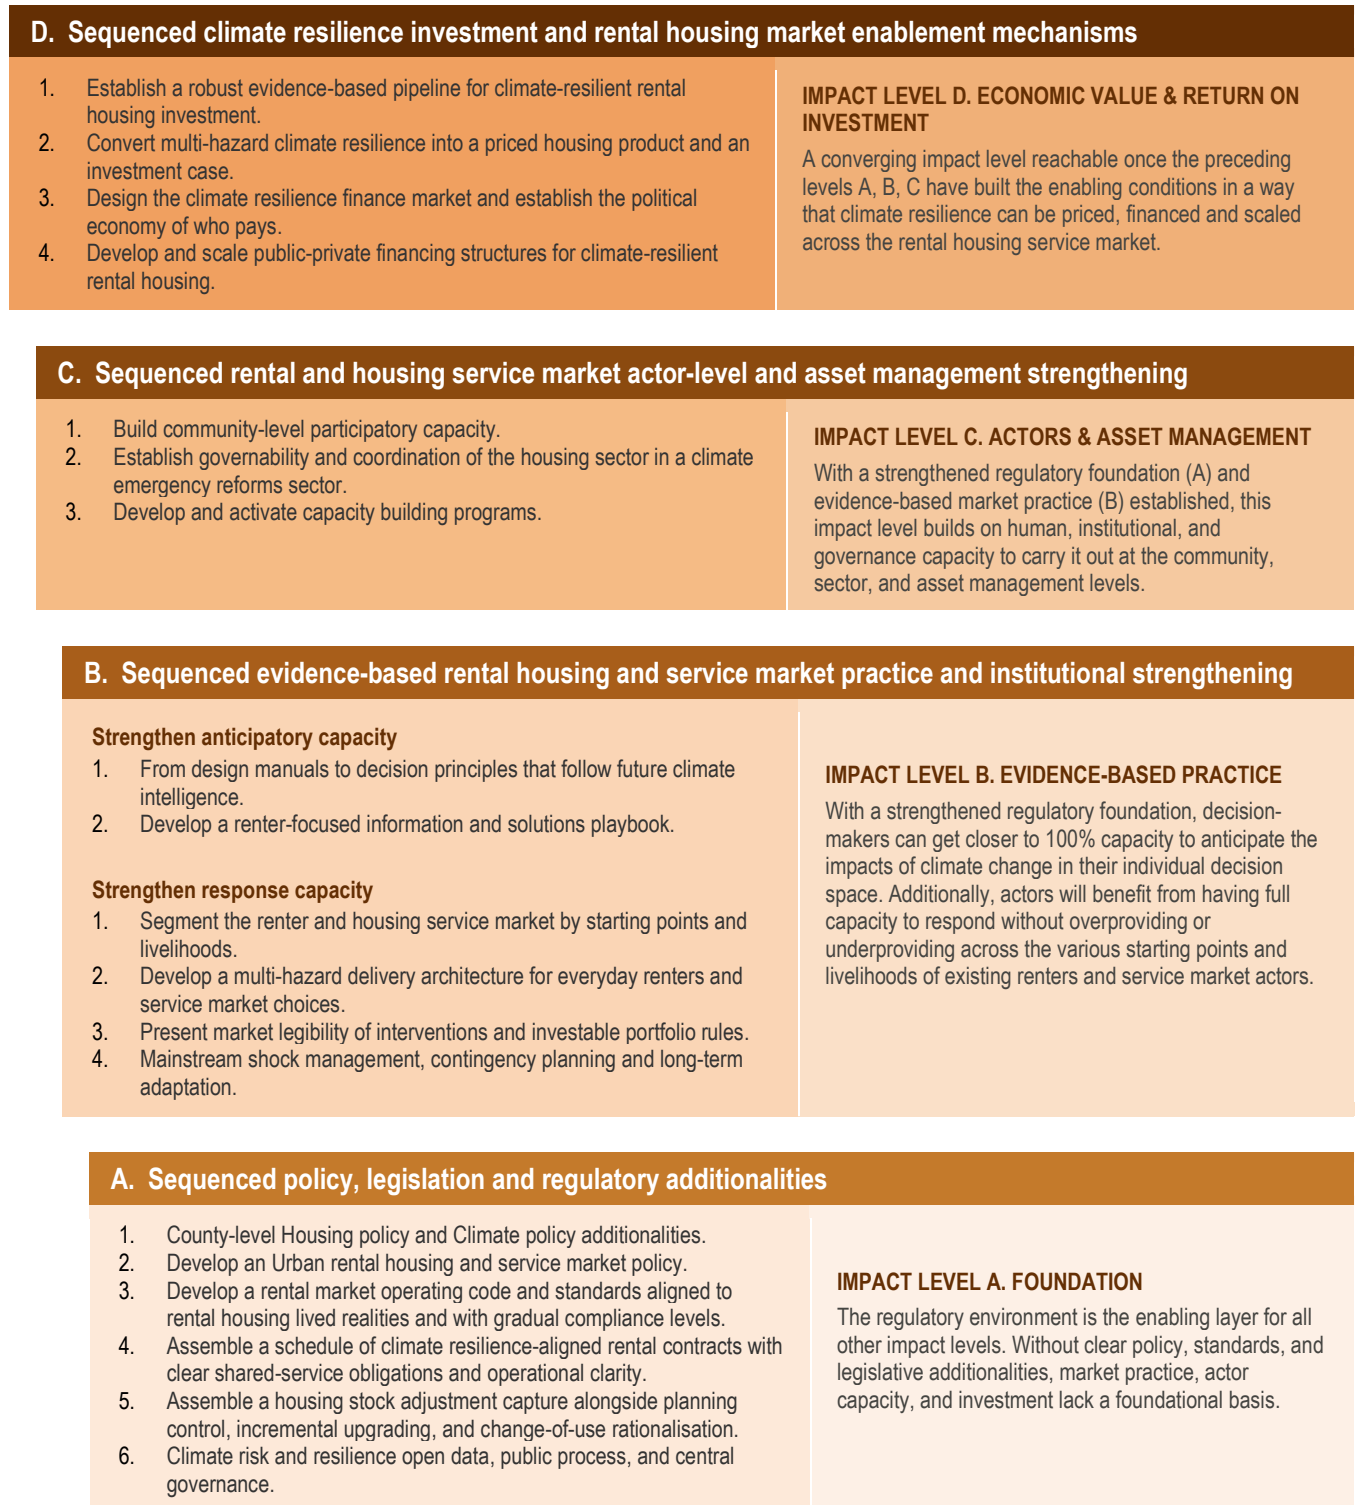 D. Sequenced climate resilience investment and rental housing market enablement mechanisms
1. Establish a robust evidence-based pipeline for climate-resilient rental
housing investment.
2. Convert multi-hazard climate resilience into a priced housing product and an
investment case.
3. Design the climate resilience finance market and establish the political
economy of who pays.
4. Develop and scale public-private financing structures for climate-resilient
rental housing.
IMPACT LEVEL D. ECONOMIC VALUE & RETURN ON
INVESTMENT
A converging impact level reachable once the preceding
levels A, B, C have built the enabling conditions in a way
that climate resilience can be priced, financed and scaled
across the rental housing service market.
C. Sequenced rental and housing service market actor-level and asset management strengthening
1. Build community-level participatory capacity.
2. Establish governability and coordination of the housing sector in a climate
emergency reforms sector.
3. Develop and activate capacity building programs.
IMPACT LEVEL C. ACTORS & ASSET MANAGEMENT
With a strengthened regulatory foundation (A) and
evidence-based market practice (B) established, this
impact level builds on human, institutional, and
governance capacity to carry it out at the community,
sector, and asset management levels.
B. Sequenced evidence-based rental housing and service market practice and institutional strengthening
Strengthen anticipatory capacity
1. From design manuals to decision principles that follow future climate
intelligence.
2. Develop a renter-focused information and solutions playbook.
Strengthen response capacity
1. Segment the renter and housing service market by starting points and
livelihoods.
2. Develop a multi-hazard delivery architecture for everyday renters and
service market choices.
3. Present market legibility of interventions and investable portfolio rules.
4. Mainstream shock management, contingency planning and long-term
adaptation.
IMPACT LEVEL B. EVIDENCE-BASED PRACTICE
With a strengthened regulatory foundation, decision-
makers can get closer to 100% capacity to anticipate the
impacts of climate change in their individual decision
space. Additionally, actors will benefit from having full
capacity to respond without overproviding or
underproviding across the various starting points and
livelihoods of existing renters and service market actors.
A. Sequenced policy, legislation and regulatory additionalities
1. County-level Housing policy and Climate policy additionalities.
2. Develop an Urban rental housing and service market policy.
3. Develop a rental market operating code and standards aligned to
rental housing lived realities and with gradual compliance levels.
4. Assemble a schedule of climate resilience-aligned rental contracts with
clear shared-service obligations and operational clarity.
5. Assemble a housing stock adjustment capture alongside planning
control, incremental upgrading, and change-of-use rationalisation.
6. Climate risk and resilience open data, public process, and central
governance.
IMPACT LEVEL A. FOUNDATION
The regulatory environment is the enabling layer for all
other impact levels. Without clear policy, standards, and
legislative additionalities, market practice, actor
capacity, and investment lack a foundational basis.